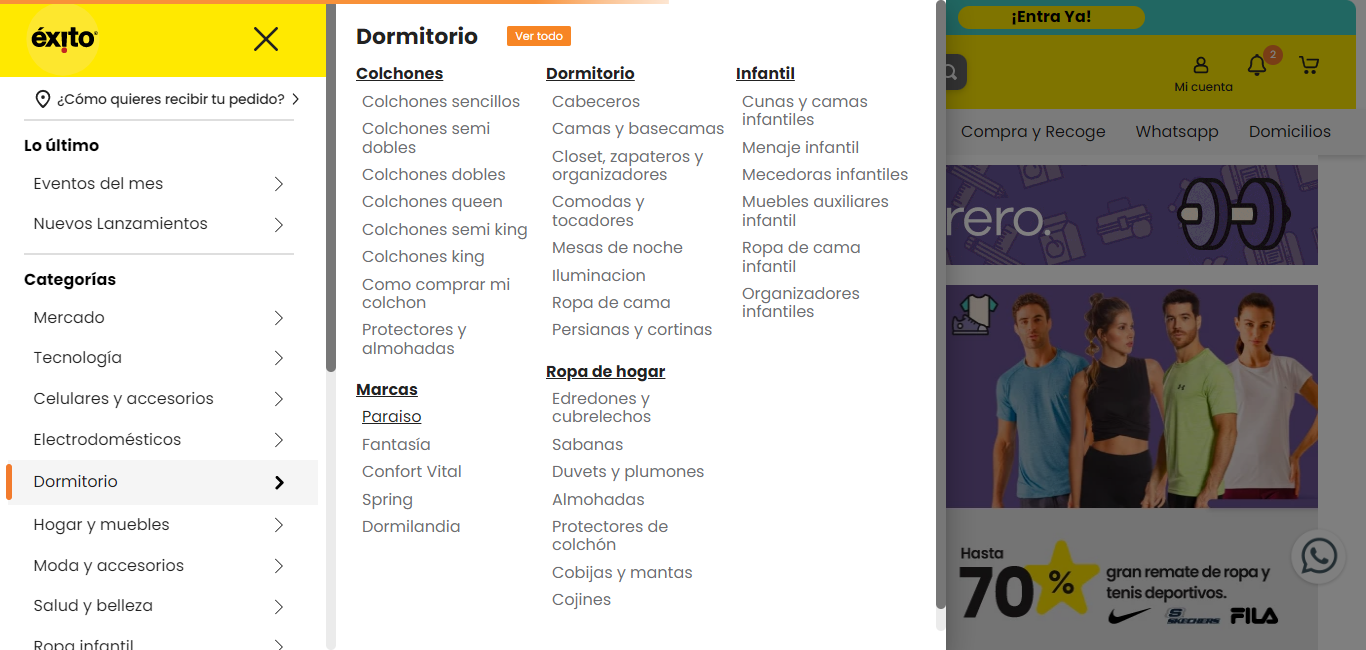 éxito
¿Cómo quieres recibir tu pedido?
Lo último
Eventos del mes
Nuevos Lanzamientos
Categorías
Mercado
Tecnología
Celulares y accesorios
Electrodomésticos
Dormitorio
Hogar y muebles
Moda y accesorios
Salud y belleza
Ropa infantil
Dormitorio
Ver todo
Colchones
Colchones sencillos
Colchones semi
dobles
Colchones dobles
Colchones queen
Colchones semi king
Colchones king
Como comprar mi
colchon
Protectores y
almohadas
Marcas
Paraiso
Fantasía
Confort Vital
Spring
Dormilandia
Dormitorio
Cabeceros
Camas y basecamas
Closet, zapateros y
organizadores
Comodas y
tocadores
Mesas de noche
Iluminacion
Ropa de cama
Persianas y cortinas
Ropa de hogar
Edredones y
cubrelechos
Sabanas
Duvets y plumones
Almohadas
Protectores de
colchón
Cobijas y mantas
Cojines
Infantil
Cunas y camas
infantiles
Menaje infantil
Mecedoras infantiles
Muebles auxiliares
infantil
Ropa de cama
infantil
Organizadores
infantiles
¡Entra Ya!
2
Mi cuenta
Compra y Recoge
Whatsapp
Domicilios
rero.
Hasta
70%
gran remate de ropa y
tenis deportivos.
SKECHERS
FILA